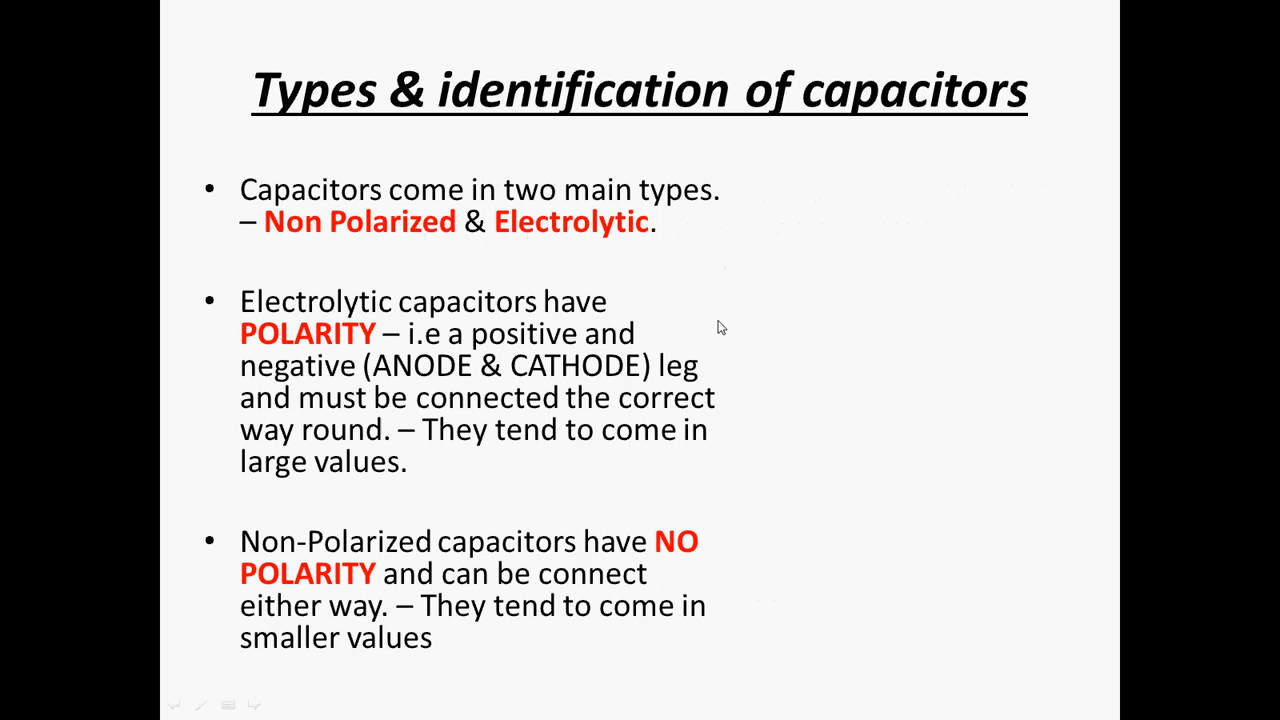 Types & identification of capacitors
• Capacitors come in two main types.
– Non Polarized & Electrolytic.
• Electrolytic capacitors have
POLARITY – i.e a positive and
negative (ANODE & CATHODE) leg
and must be connected the correct
way round. – They tend to come in
large values.
• Non-Polarized capacitors have NO
POLARITY and can be connect
either way. – They tend to come in
smaller values